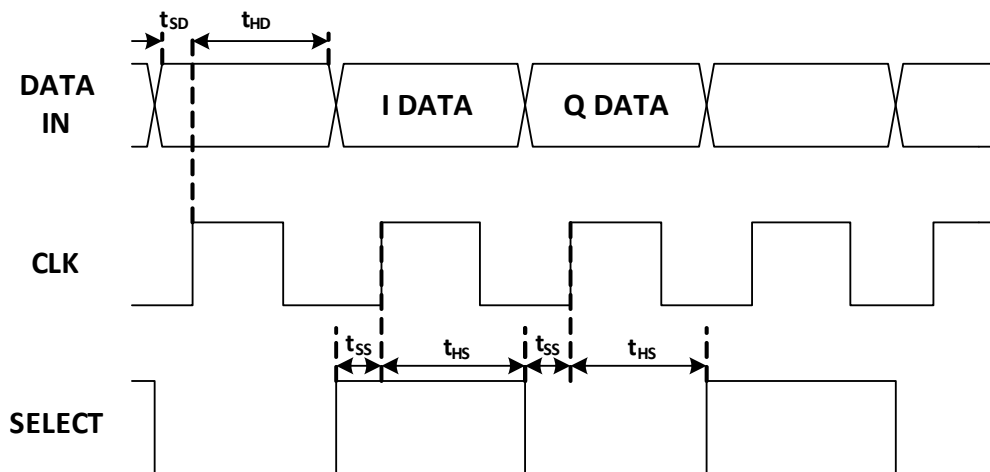 tSD tHD
DATA
IN
I DATA Q DATA
CLK
tSS tHS tSS tHS
SELECT